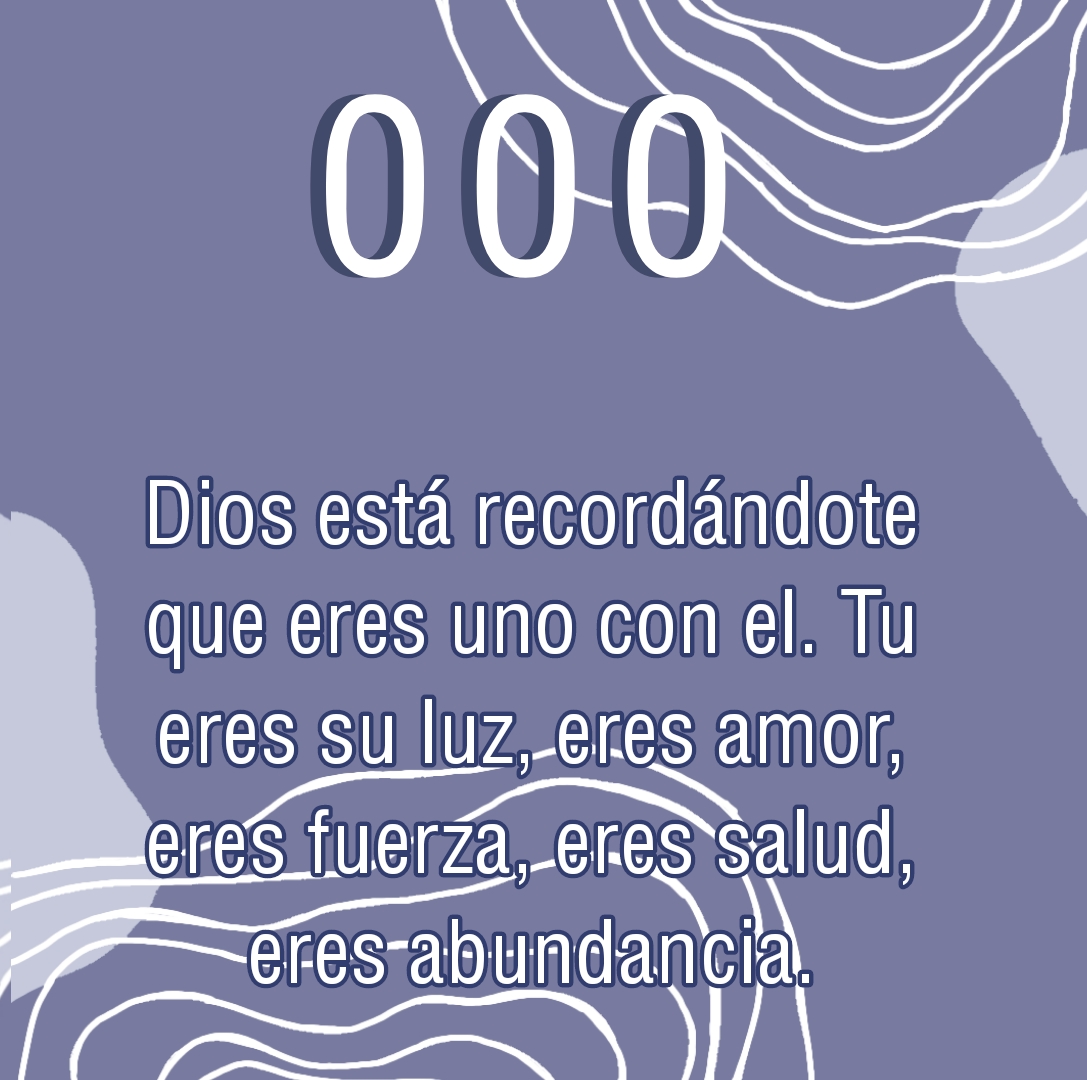 000
Dios está recordándote
que eres uno con el. Tu
eres su luz, eres amor,
eres fuerza, eres salud,
eres abundancia.